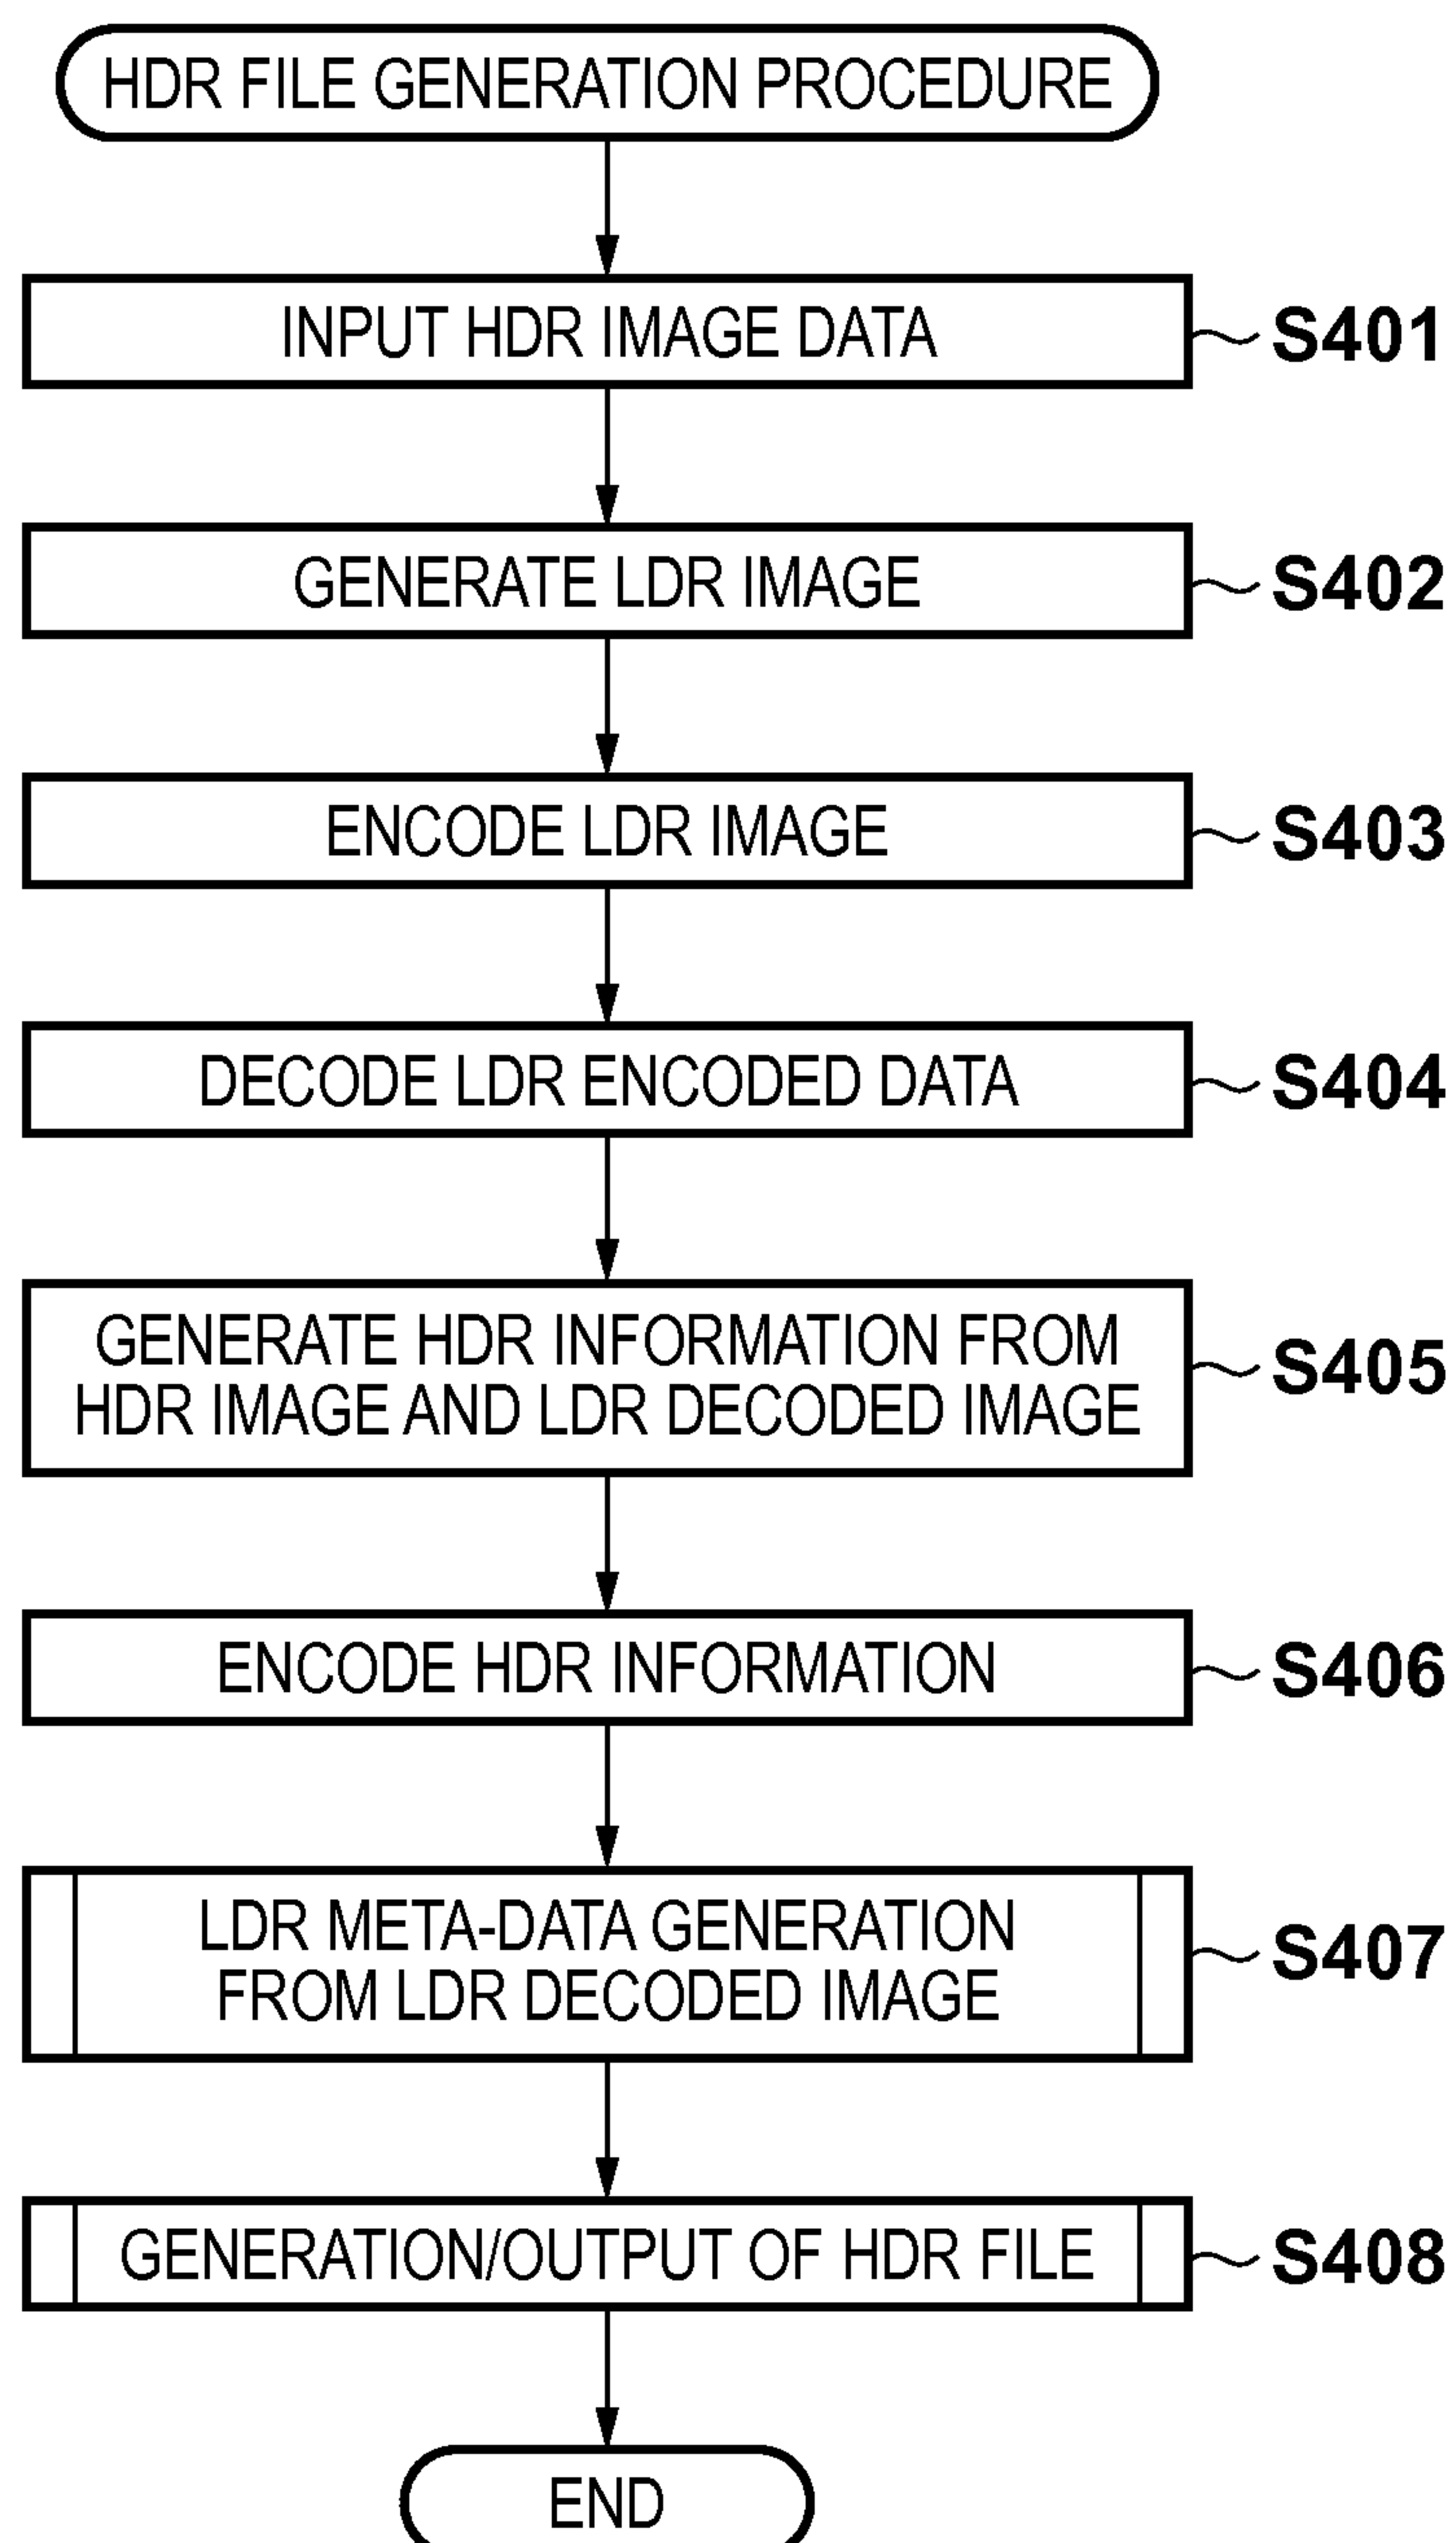 HDR FILE GENERATION PROCEDURE
INPUT HDR IMAGE DATA
S401
GENERATE LDR IMAGE
S402
ENCODE LDR IMAGE
S403
DECODE LDR ENCODED DATA
S404
GENERATE HDR INFORMATION FROM
HDR IMAGE AND LDR DECODED IMAGE
S405
ENCODE HDR INFORMATION
S406
LDR META-DATA GENERATION
FROM LDR DECODED IMAGE
S407
GENERATION/OUTPUT OF HDR FILE
S408
END